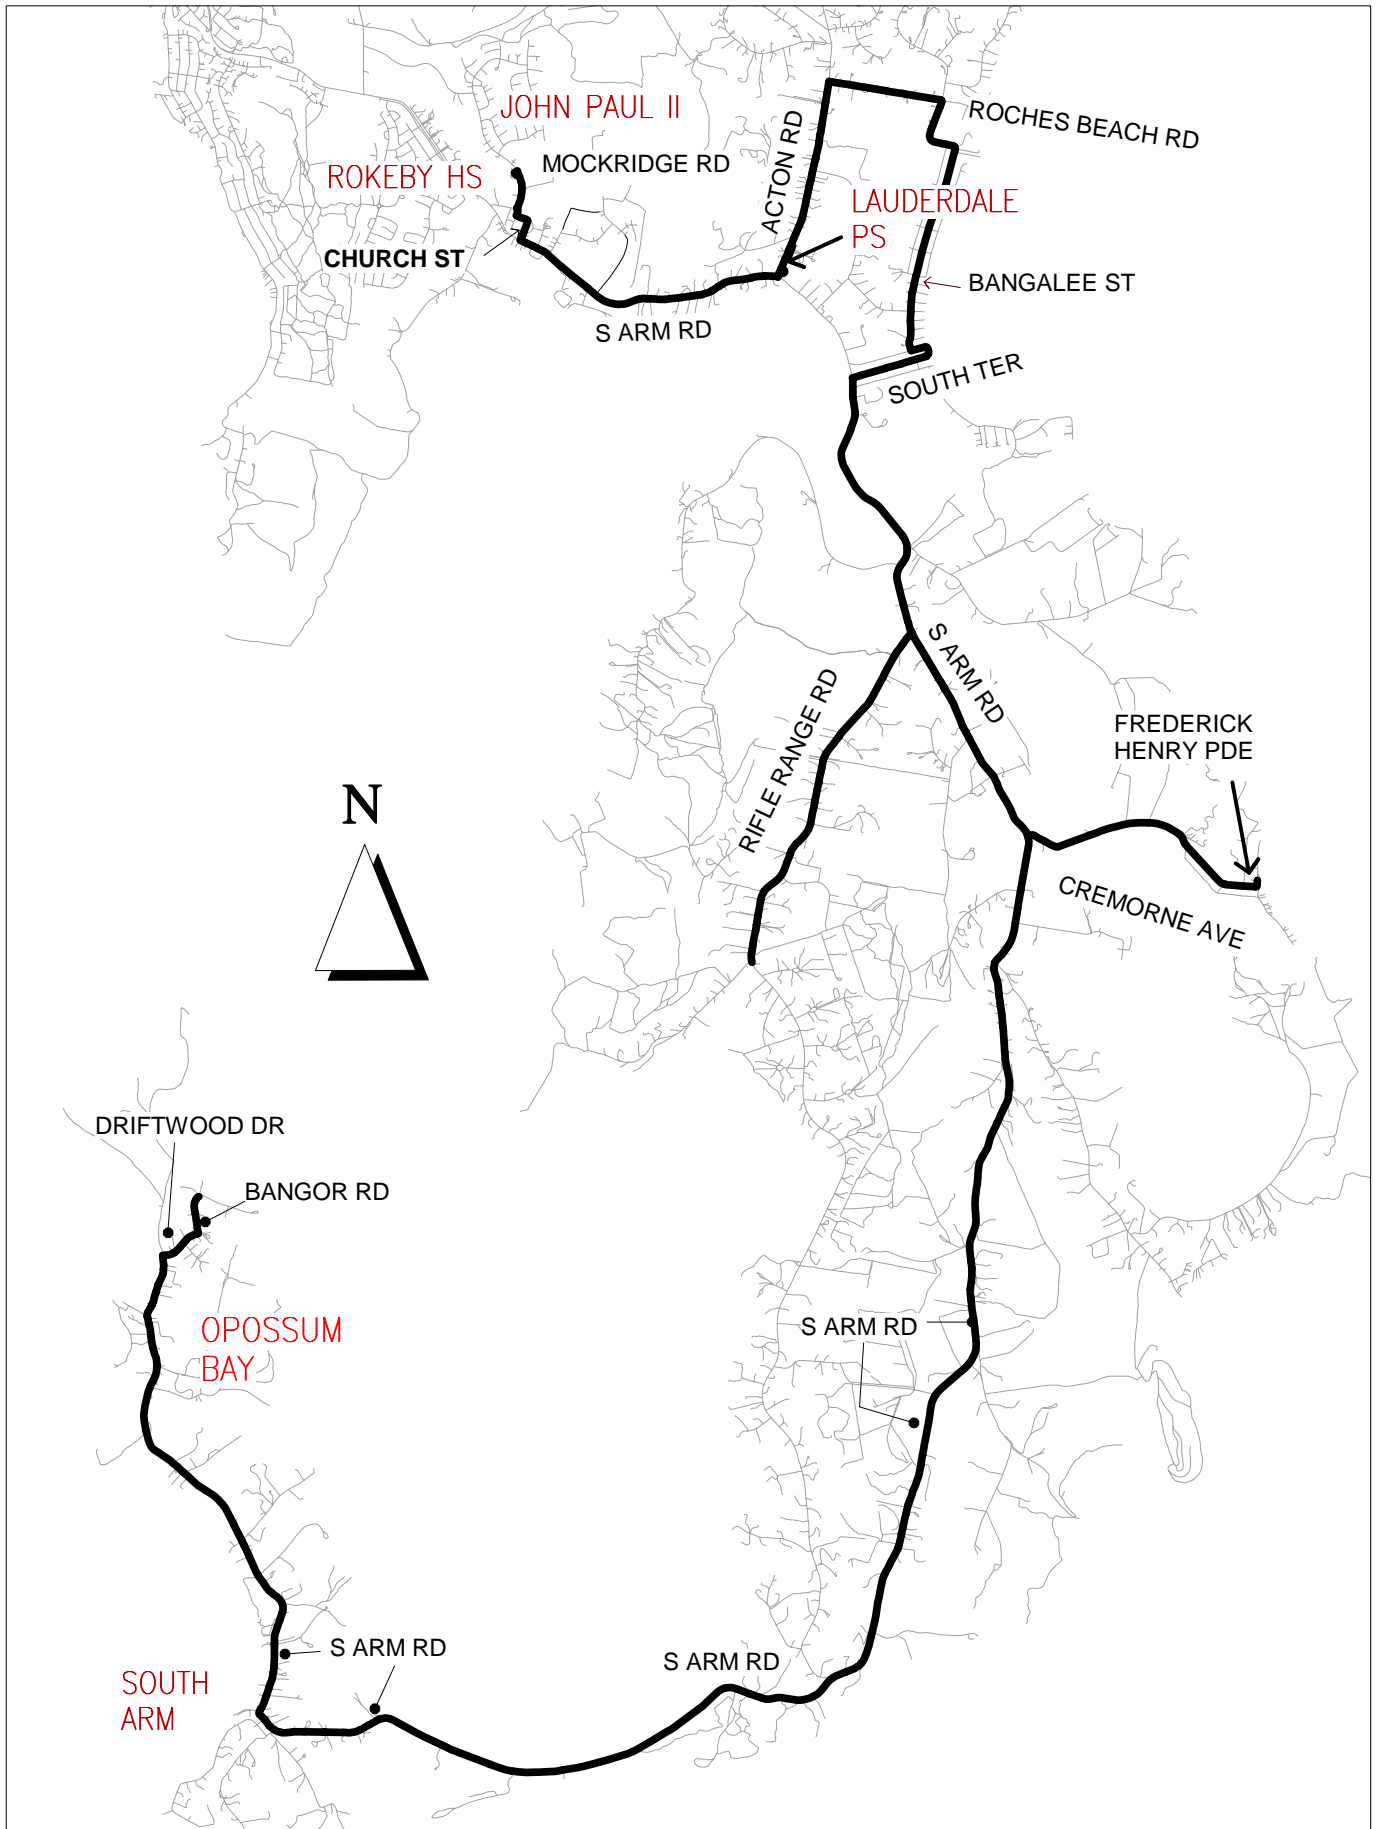 JOHN PAUL II
ROCHES BEACH RD
MOCKRIDGE RD
ACTON RD
ROKEBY HS
LAUDERDALE
PS
CHURCH ST
BANGALEE ST
S ARM RD
SOUTH TER
S ARM RD
RIFLE RANGE RD
FREDERICK
HENRY PDE
N
CREMORNE AVE
DRIFTWOOD DR
BANGOR RD
OPOSSUM
BAY
S ARM RD
S ARM RD
S ARM RD
SOUTH
ARM